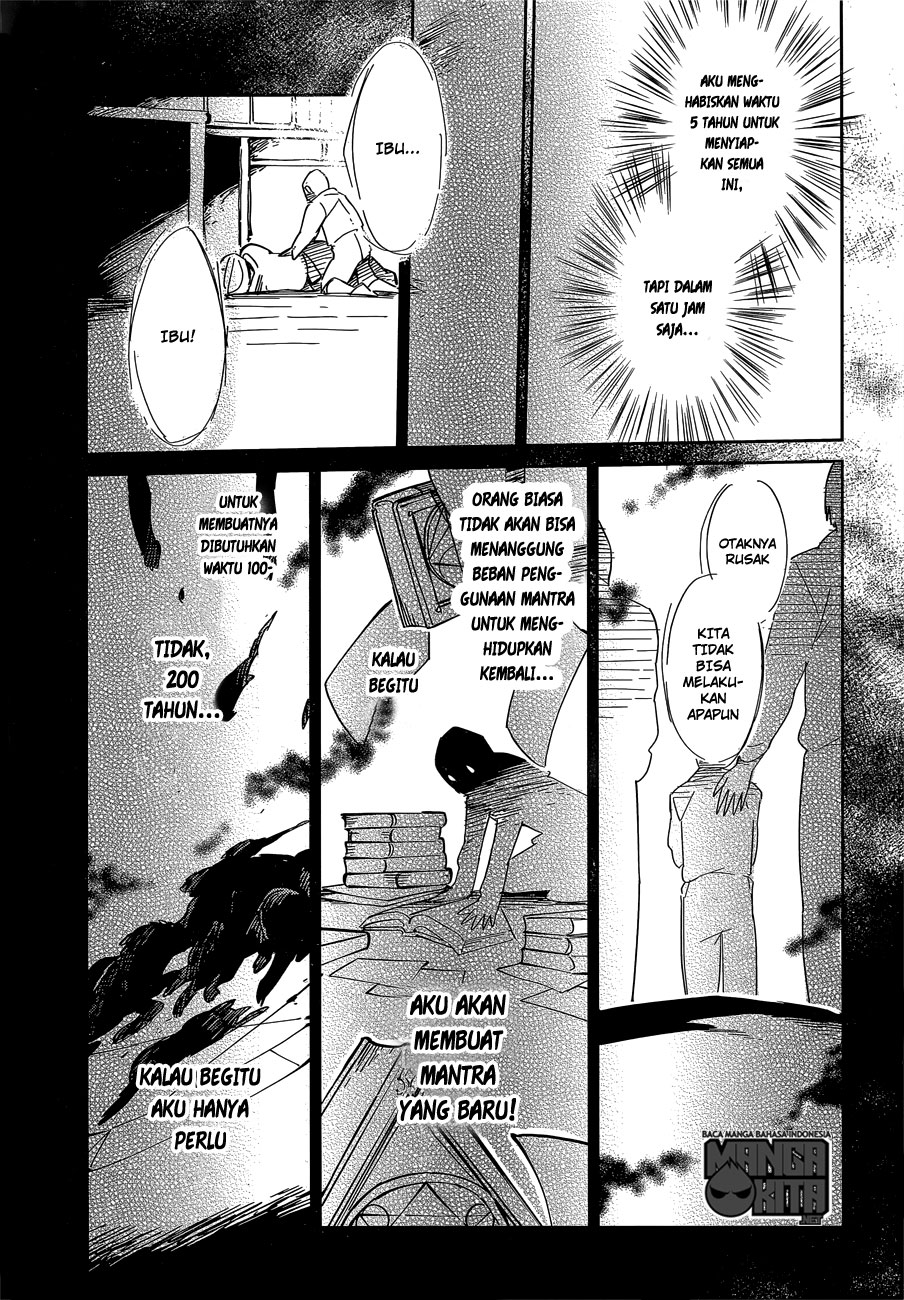 AKU MENG-
HABISKAN WAKTU
5 TAHUN UNTUK
MENYIAP-
KAN SEMUA
INI,
TAPI DALAM
SATU JAM
SAJA...
IBU...
IBU!
OTAKNYA
RUSAK
KITA
TIDAK
BISA
MELAKU-
KAN
APAPUN
ORANG BIASA
TIDAK AKAN BISA
MENANGGUNG
BEBAN PENG-
GUNAAN MANTRA
UNTUK MENG-
HIDUPKAN
KEMBALI...
KALAU
BEGITU
AKU AKAN
MEMBUAT
MANTRA
YANG BARU!
UNTUK
MEMBUATNYA
DIBUTUHKAN
WAKTU 100-
TIDAK,
200
TAHUN...
KALAU BEGITU
AKU HANYA
PERLU
BACA MANGA BAHASA INDONESIA
MANGA
KITA
.NET